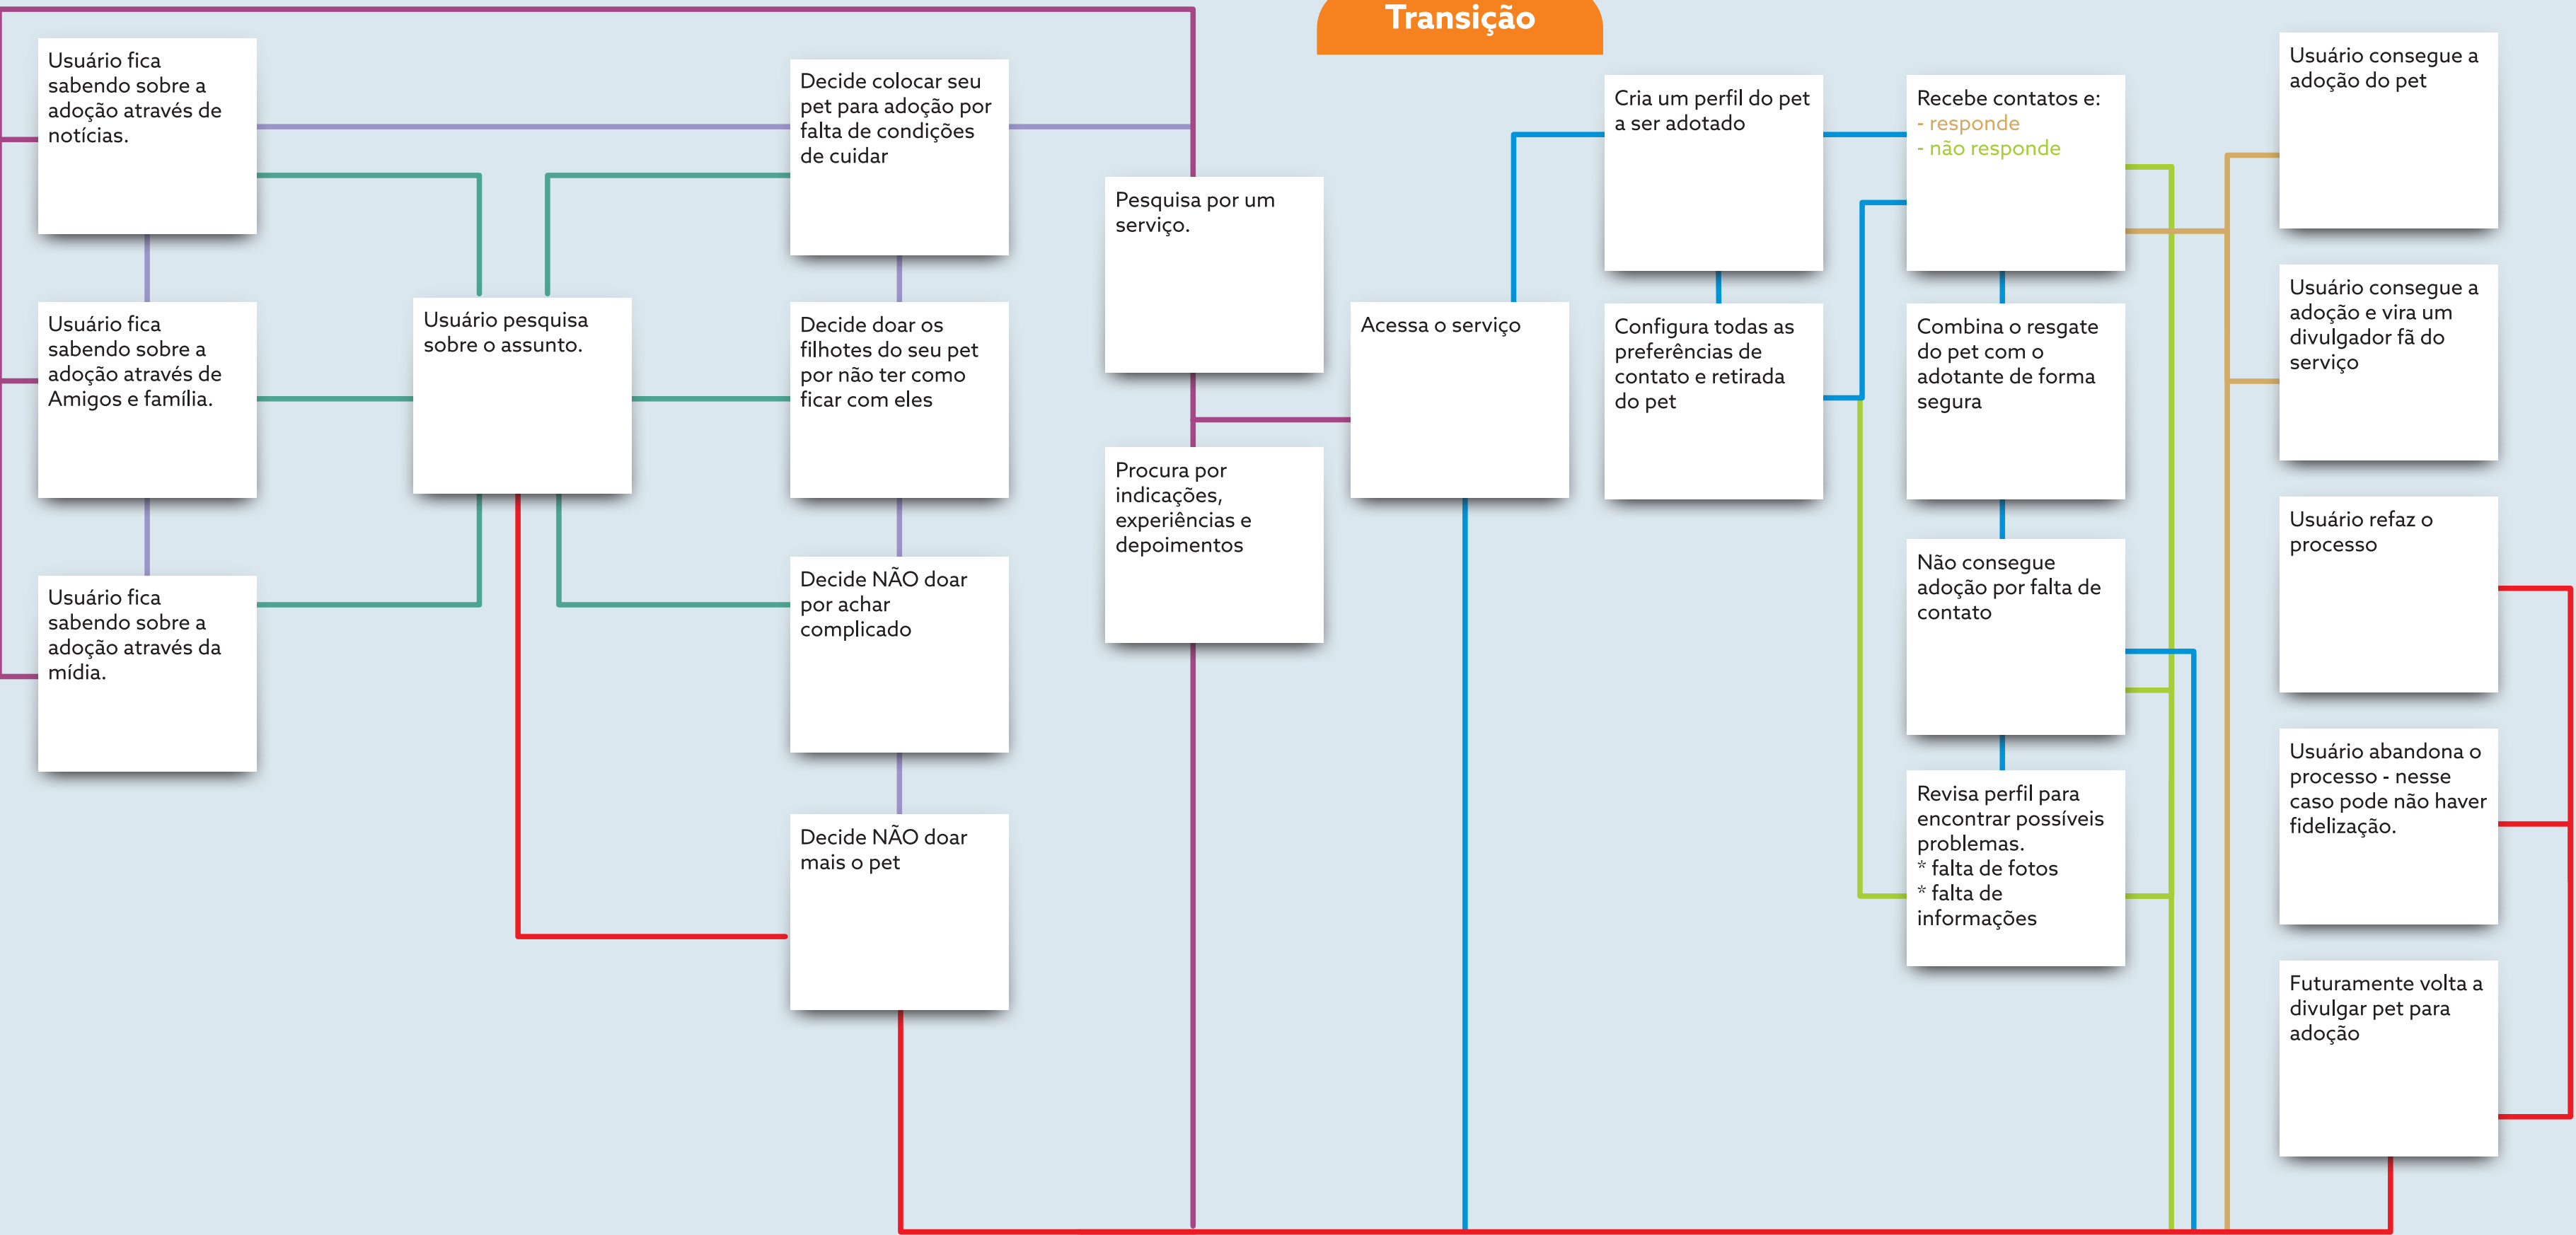 Transição
Usuário fica
sabendo sobre a
adoção através de
notícias.
Usuário fica
sabendo sobre a
adoção através de
Amigos e família.
Usuário fica
sabendo sobre a
adoção através da
mídia.
Usuário pesquisa
sobre o assunto.
Decide colocar seu
pet para adoção por
falta de condições
de cuidar
Decide doar os
filhotes do seu pet
por não ter como
ficar com eles
Decide NÃO doar
por achar
complicado
Decide NÃO doar
mais o pet
Pesquisa por um
serviço.
Procura por
indicações,
experiências e
depoimentos
Acessa o serviço
Cria um perfil do pet
a ser adotado
Configura todas as
preferências de
contato e retirada
do pet
Recebe contatos e:
- responde
- não responde
Combina o resgate
do pet com o
adotante de forma
segura
Não consegue
adoção por falta de
contato
Revisa perfil para
encontrar possíveis
problemas.
* falta de fotos
* falta de
informações
Usuário consegue a
adoção do pet
Usuário consegue a
adoção e vira um
divulgador fã do
serviço
Usuário refaz o
processo
Usuário abandona o
processo - nesse
caso pode não haver
fidelização.
Futuramente volta a
divulgar pet para
adoção